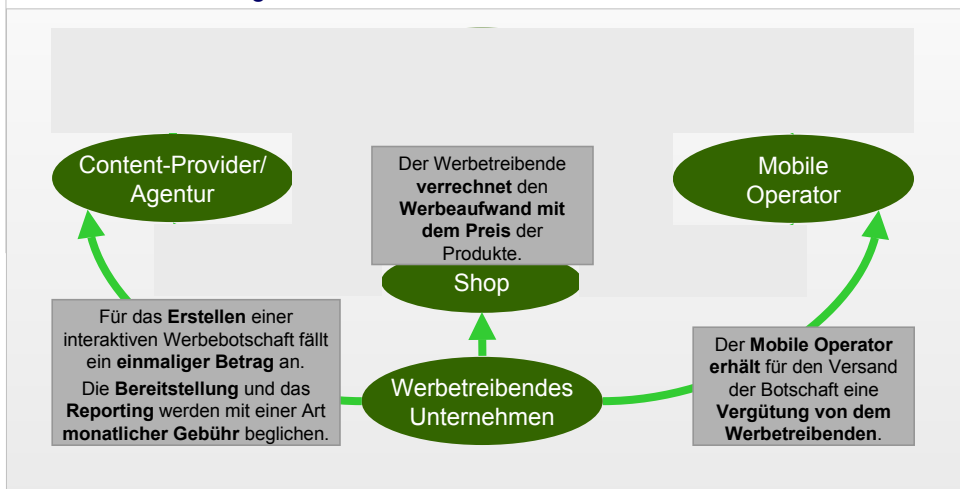 Content-Provider/
Agentur
Der Werbetreibende
verrechnet den
Werbeaufwand mit
dem Preis der
Produkte.
Mobile
Operator
Shop
Für das Erstellen einer
interaktiven Werbebotschaft fällt
ein einmaliger Betrag an.
Die Bereitstellung und das
Reporting werden mit einer Art
monatlicher Gebühr beglichen.
Werbetreibendes
Unternehmen
Der Mobile Operator
erhält für den Versand
der Botschaft eine
Vergütung von dem
Werbetreibenden.